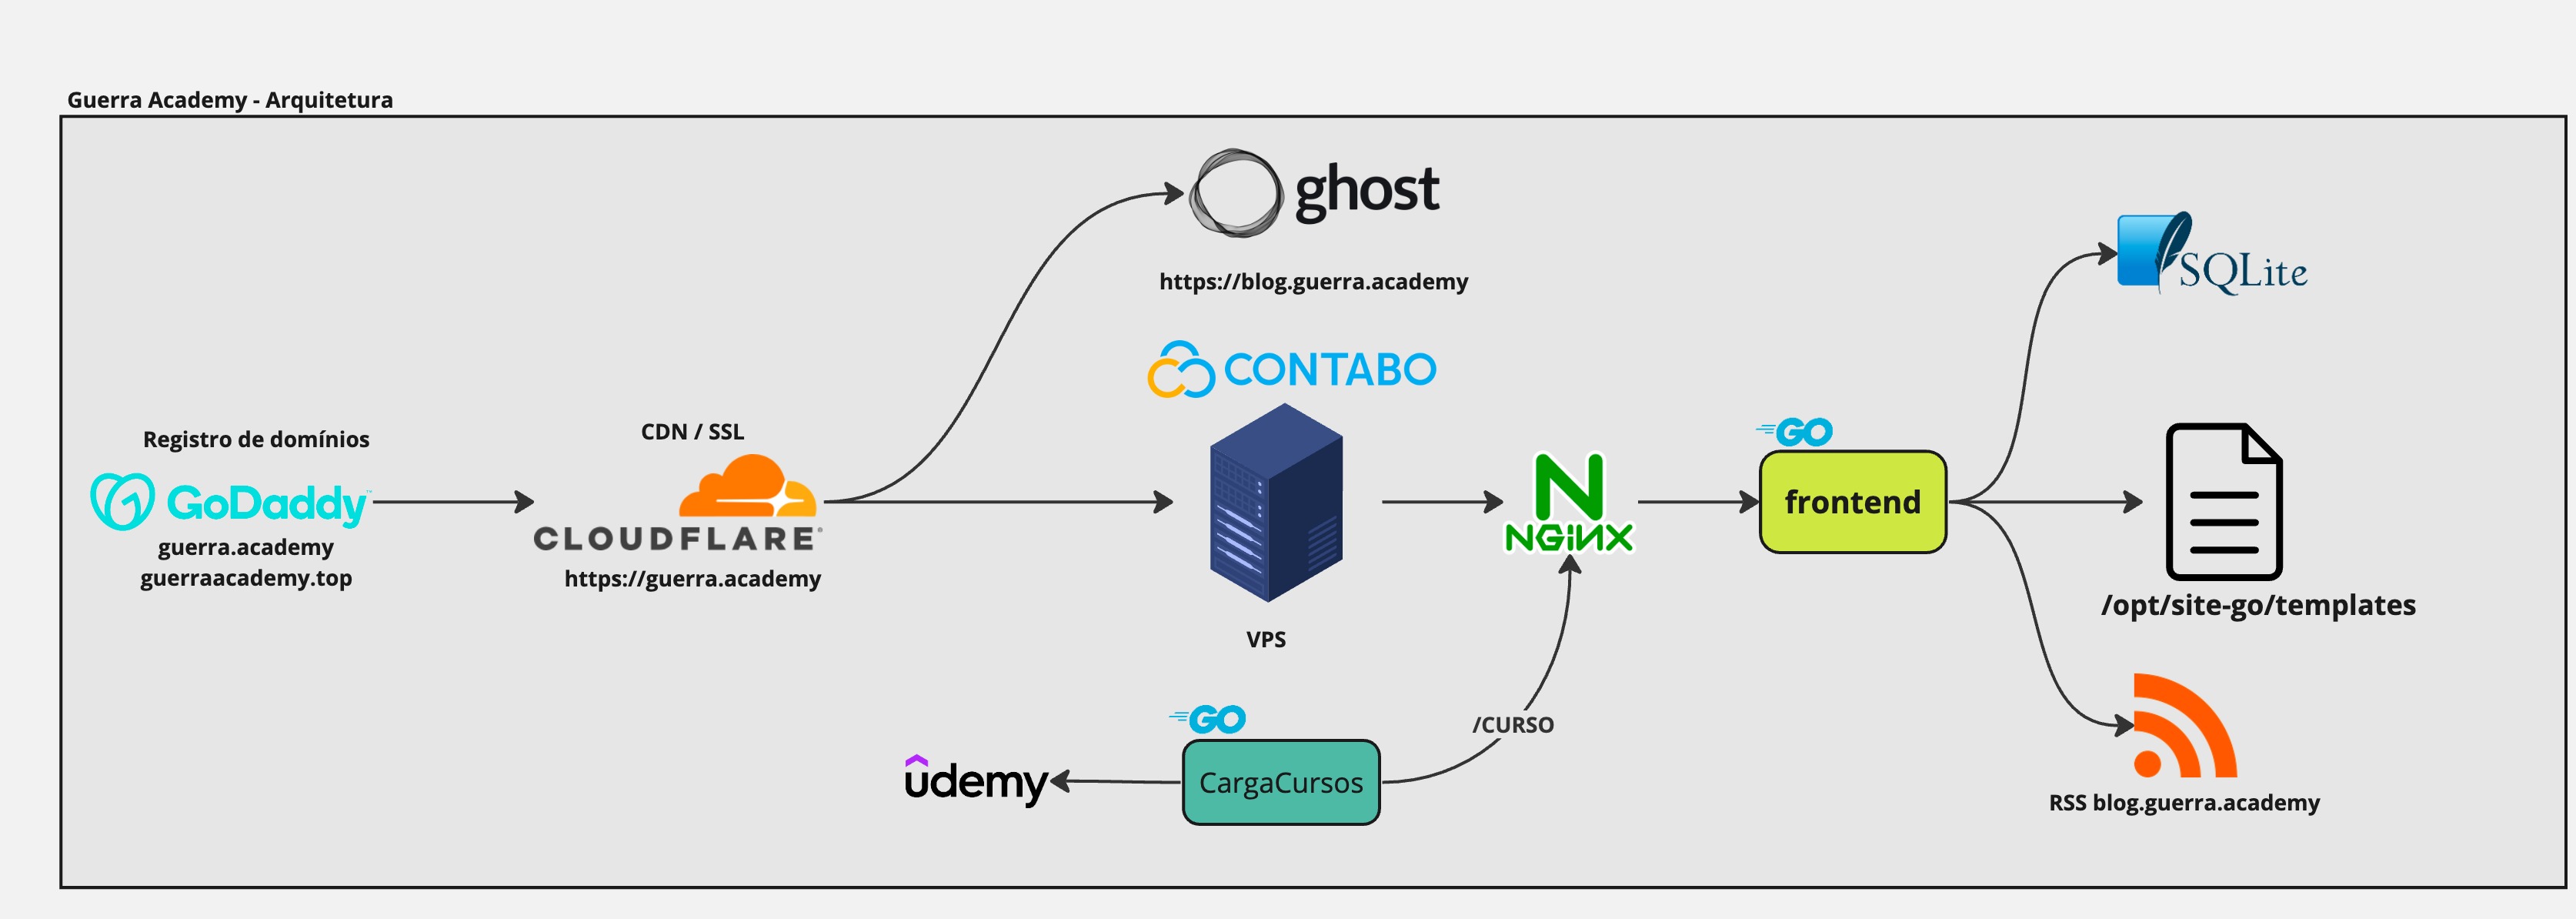 Guerra Academy - Arquitetura
ghost
https://blog.guerra.academy
SQLite
CONTABO
Registro de domínios
GoDaddy™
guerra.academy
guerraacademy.top
CDN / SSL
CLOUDFLARE®
https://guerra.academy
VPS
NGiNX
GO
frontend
/opt/site-go/templates
GO
CargaCursos
udemy
/CURSO
RSS blog.guerra.academy